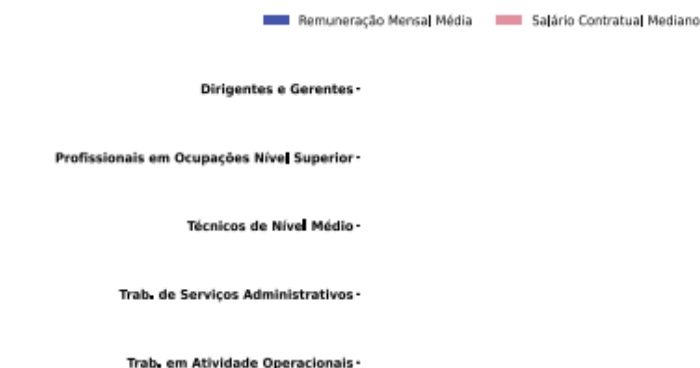 Remuneração Mensal Média Salário Contratual Mediano
Dirigentes e Gerentes
Profissionais em Ocupações Nível Superior
Técnicos de Nível Médio
Trab. de Serviços Administrativos
Trab. em Atividade Operacionais